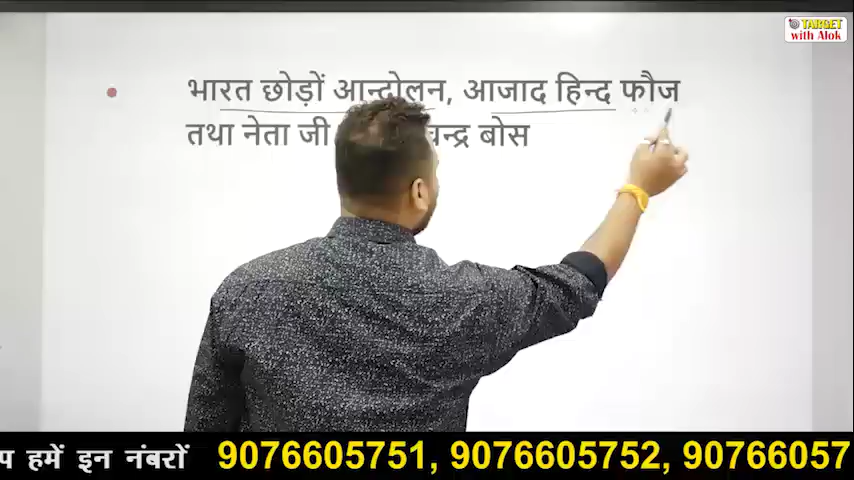 TARGET
with Alok
भारत छोड़ों आन्दोलन, आजाद हिन्द फौज
तथा नेता जी चन्द्र बोस
प हमें इन नंबरों 9076605751, 9076605752, 90766057